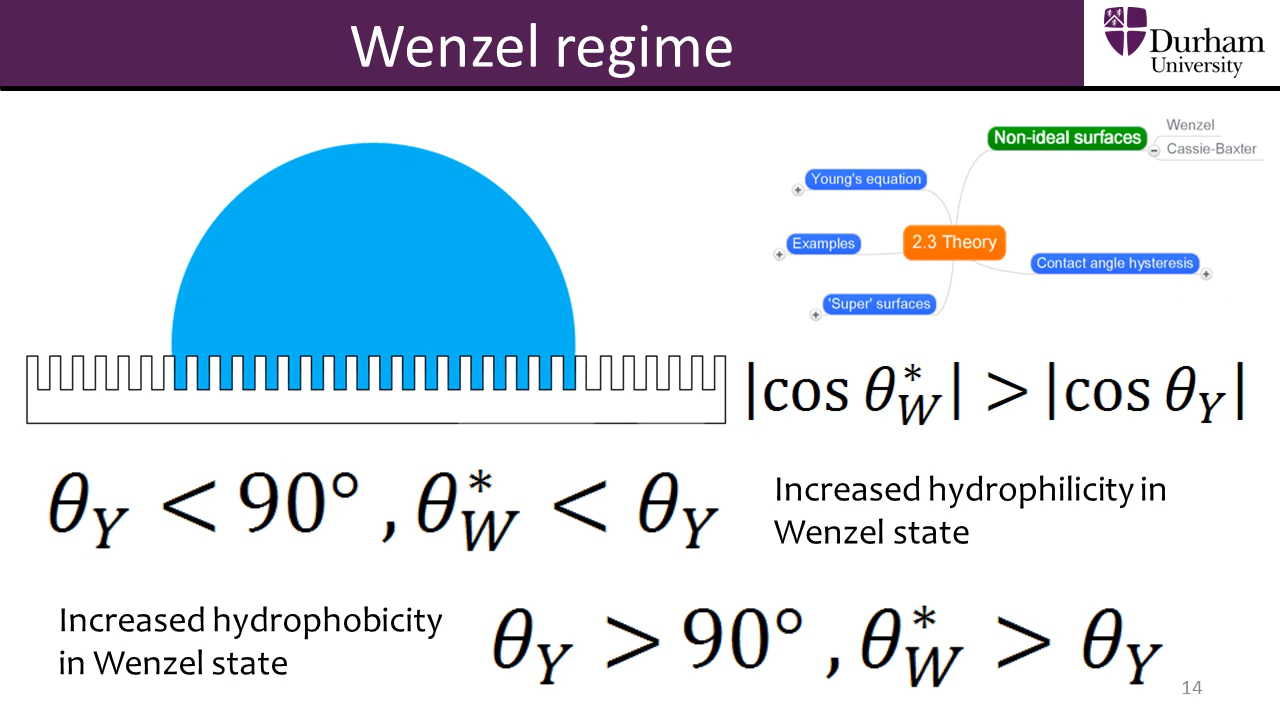 Wenzel regime
Durham
University
Non-ideal surfaces
Wenzel
Cassie-Baxter
Young's equation
Examples
2.3 Theory
Contact angle hysteresis
'Super' surfaces
|cos θ*W| > |cos θY|
θY < 90° , θ*W < θY
Increased hydrophilicity in
Wenzel state
Increased hydrophobicity
in Wenzel state
θY > 90° , θ*W > θY
14